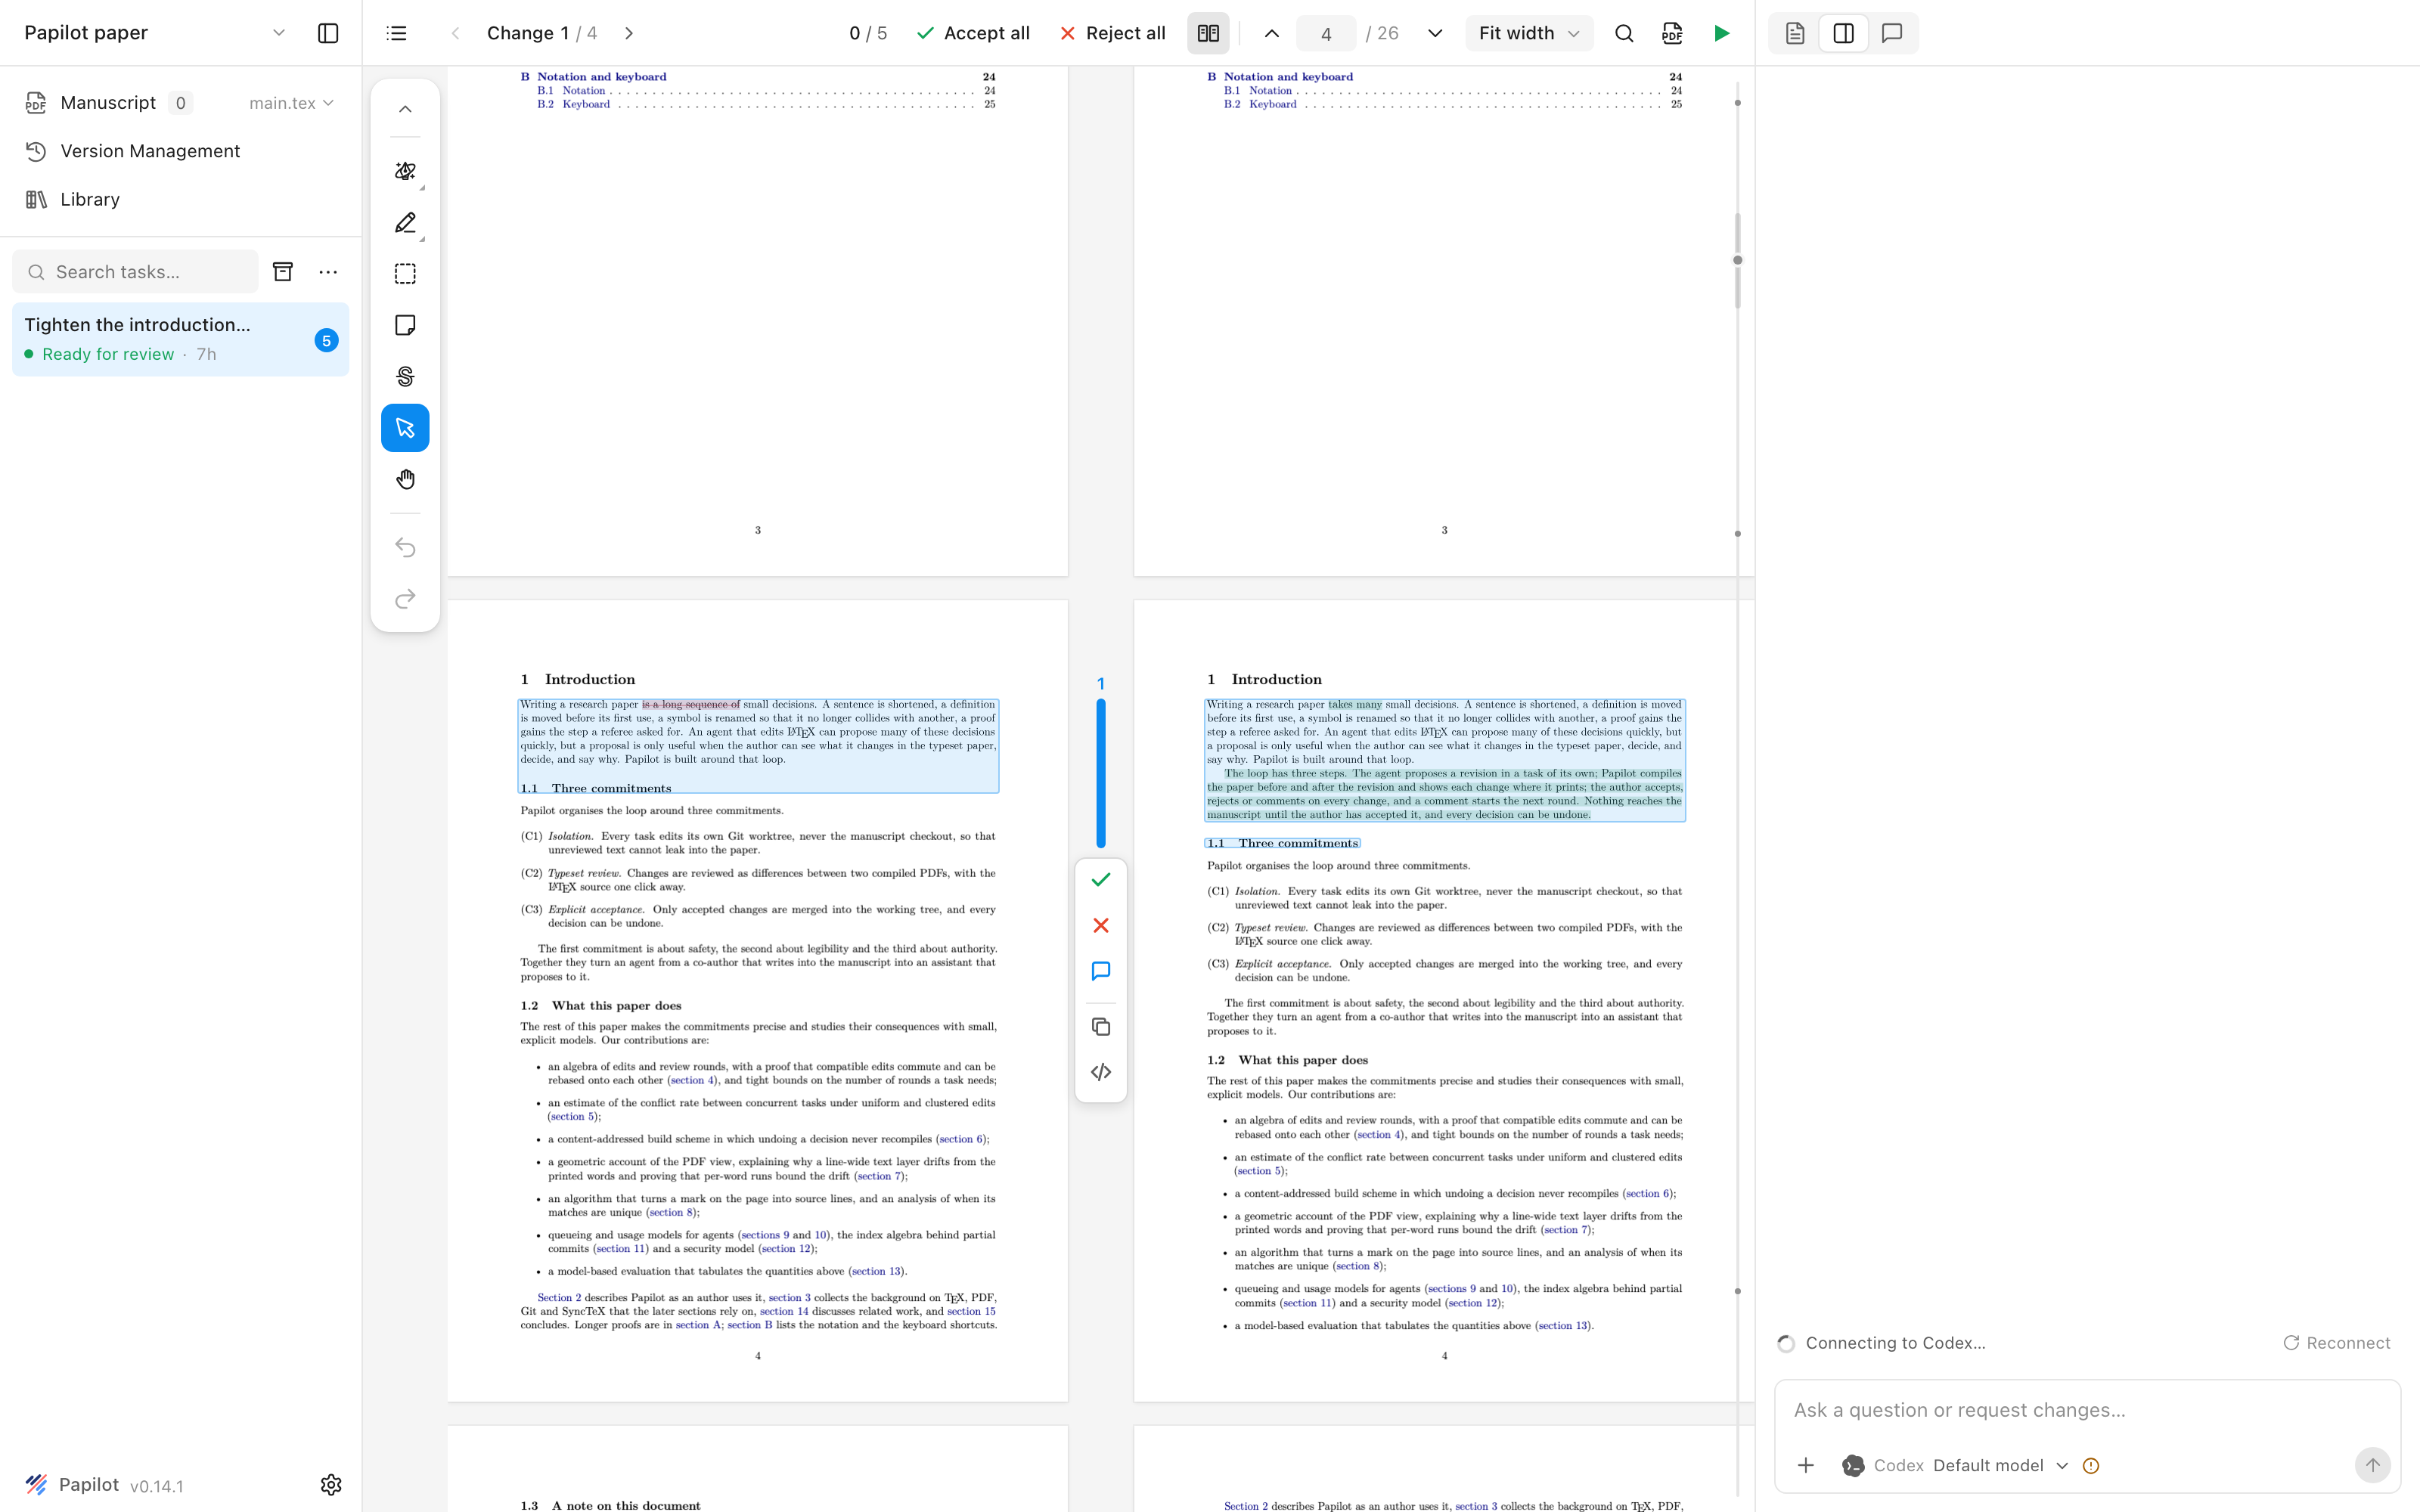 Papilot paper
Manuscript 0 main.tex
Version Management
Library
Search tasks...
Tighten the introduction...
Ready for review · 7h
5
Papilot v0.14.1
Change 1 / 4
0 / 5 Accept all Reject all
4 / 26
Fit width
PDF
B Notation and keyboard 24
B.1 Notation 24
B.2 Keyboard 25
3
1 Introduction
Writing a research paper is a long sequence of small decisions. A sentence is shortened, a definition
is moved before its first use, a symbol is renamed so that it no longer collides with another, a proof
gains the step a referee asked for. An agent that edits LATEX can propose many of these decisions
quickly, but a proposal is only useful when the author can see what it changes in the typeset paper,
decide, and say why. Papilot is built around that loop.
1.1 Three commitments
Papilot organises the loop around three commitments.
(C1) Isolation. Every task edits its own Git worktree, never the manuscript checkout, so that
unreviewed text cannot leak into the paper.
(C2) Typeset review. Changes are reviewed as differences between two compiled PDFs, with the
LATEX source one click away.
(C3) Explicit acceptance. Only accepted changes are merged into the working tree, and every
decision can be undone.
The first commitment is about safety, the second about legibility and the third about authority.
Together they turn an agent from a co-author that writes into the manuscript into an assistant that
proposes to it.
1.2 What this paper does
The rest of this paper makes the commitments precise and studies their consequences with small,
explicit models. Our contributions are:
• an algebra of edits and review rounds, with a proof that compatible edits commute and can be
rebased onto each other (section 4), and tight bounds on the number of rounds a task needs;
• an estimate of the conflict rate between concurrent tasks under uniform and clustered edits
(section 5);
• a content-addressed build scheme in which undoing a decision never recompiles (section 6);
• a geometric account of the PDF view, explaining why a line-wide text layer drifts from the
printed words and proving that per-word runs bound the drift (section 7);
• an algorithm that turns a mark on the page into source lines, and an analysis of when its
matches are unique (section 8);
• queueing and usage models for agents (sections 9 and 10), the index algebra behind partial
commits (section 11) and a security model (section 12);
• a model-based evaluation that tabulates the quantities above (section 13).
Section 2 describes Papilot as an author uses it, section 3 collects the background on TEX, PDF,
Git and SyncTeX that the later sections rely on, section 14 discusses related work, and section 15
concludes. Longer proofs are in section A; section B lists the notation and the keyboard shortcuts.
4
1.3 A note on this document
1
B Notation and keyboard 24
B.1 Notation 24
B.2 Keyboard 25
3
1 Introduction
Writing a research paper takes many small decisions. A sentence is shortened, a definition is moved
before its first use, a symbol is renamed so that it no longer collides with another, a proof gains the
step a referee asked for. An agent that edits LATEX can propose many of these decisions quickly, but
a proposal is only useful when the author can see what it changes in the typeset paper, decide, and
say why. Papilot is built around that loop.
The loop has three steps. The agent proposes a revision in a task of its own; Papilot compiles
the paper before and after the revision and shows each change where it prints; the author accepts,
rejects or comments on every change, and a comment starts the next round. Nothing reaches the
manuscript until the author has accepted it, and every decision can be undone.
1.1 Three commitments
Papilot organises the loop around three commitments.
(C1) Isolation. Every task edits its own Git worktree, never the manuscript checkout, so that
unreviewed text cannot leak into the paper.
(C2) Typeset review. Changes are reviewed as differences between two compiled PDFs, with the
LATEX source one click away.
(C3) Explicit acceptance. Only accepted changes are merged into the working tree, and every
decision can be undone.
The first commitment is about safety, the second about legibility and the third about authority.
Together they turn an agent from a co-author that writes into the manuscript into an assistant that
proposes to it.
1.2 What this paper does
The rest of this paper makes the commitments precise and studies their consequences with small,
explicit models. Our contributions are:
• an algebra of edits and review rounds, with a proof that compatible edits commute and can be
rebased onto each other (section 4), and tight bounds on the number of rounds a task needs;
• an estimate of the conflict rate between concurrent tasks under uniform and clustered edits
(section 5);
• a content-addressed build scheme in which undoing a decision never recompiles (section 6);
• a geometric account of the PDF view, explaining why a line-wide text layer drifts from the
printed words and proving that per-word runs bound the drift (section 7);
• an algorithm that turns a mark on the page into source lines, and an analysis of when its
matches are unique (section 8);
• queueing and usage models for agents (sections 9 and 10), the index algebra behind partial
commits (section 11) and a security model (section 12);
• a model-based evaluation that tabulates the quantities above (section 13).
4
Section 2 describes Papilot as an author uses it, section 3 collects the background on TEX, PDF,
Connecting to Codex... Reconnect
Ask a question or request changes...
Codex Default model